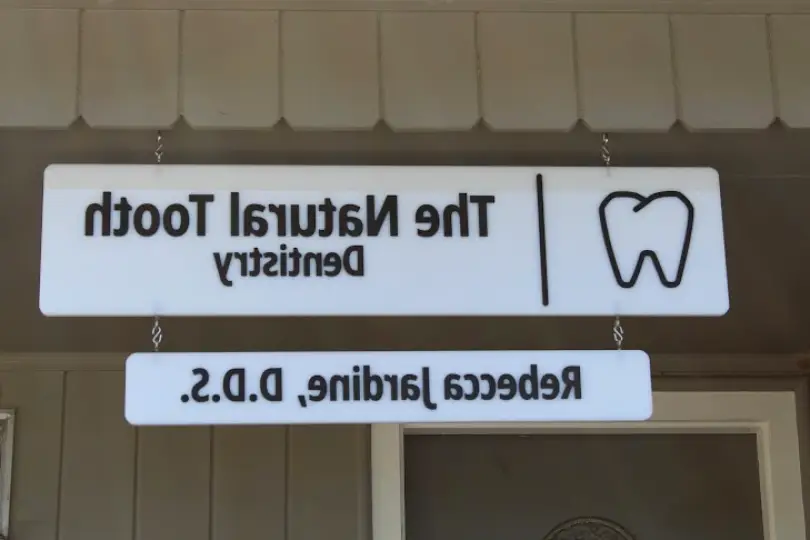 The Natural Tooth
Dentistry
Rebecca Jardine, D.D.S.